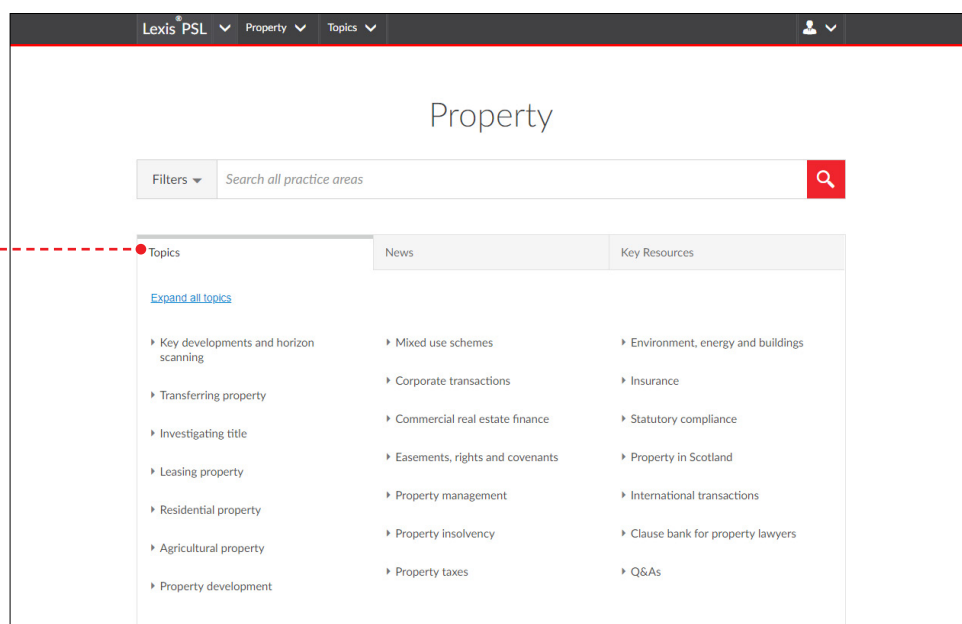 Lexis®PSL Property Topics
Property
Filters Search all practice areas
Topics News Key Resources
Expand all topics
Key developments and horizon
scanning
Transferring property
Investigating title
Leasing property
Residential property
Agricultural property
Property development
Mixed use schemes
Corporate transactions
Commercial real estate finance
Easements, rights and covenants
Property management
Property insolvency
Property taxes
Environment, energy and buildings
Insurance
Statutory compliance
Property in Scotland
International transactions
Clause bank for property lawyers
Q&As